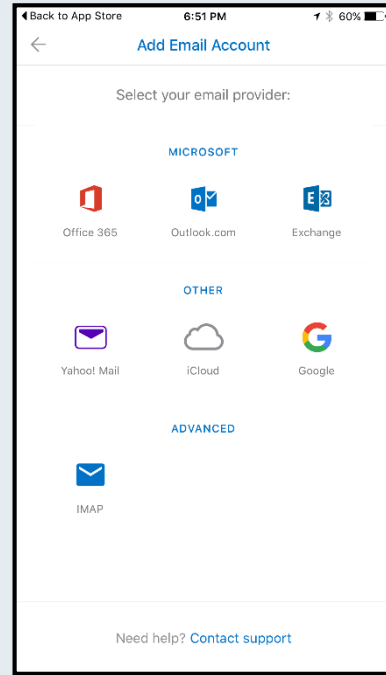 Back to App Store 6:51 PM 60%
Add Email Account
Select your email provider:
MICROSOFT
Office 365 Outlook.com Exchange
OTHER
Yahoo! Mail iCloud Google
ADVANCED
IMAP
Need help? Contact support